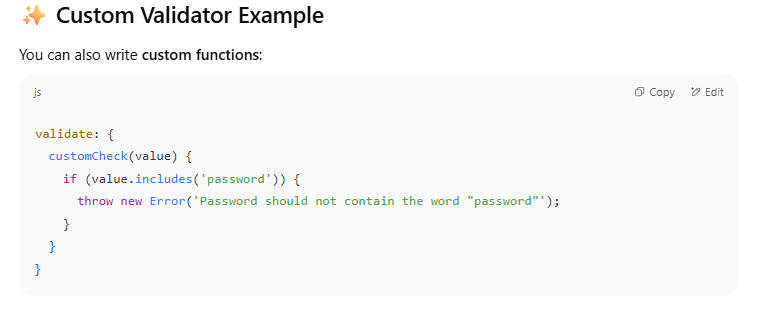 ✨ Custom Validator Example
You can also write custom functions:
js
Copy
Edit
validate: {
  customCheck(value) {
    if (value.includes('password')) {
      throw new Error('Password should not contain the word "password"');
    }
  }
}